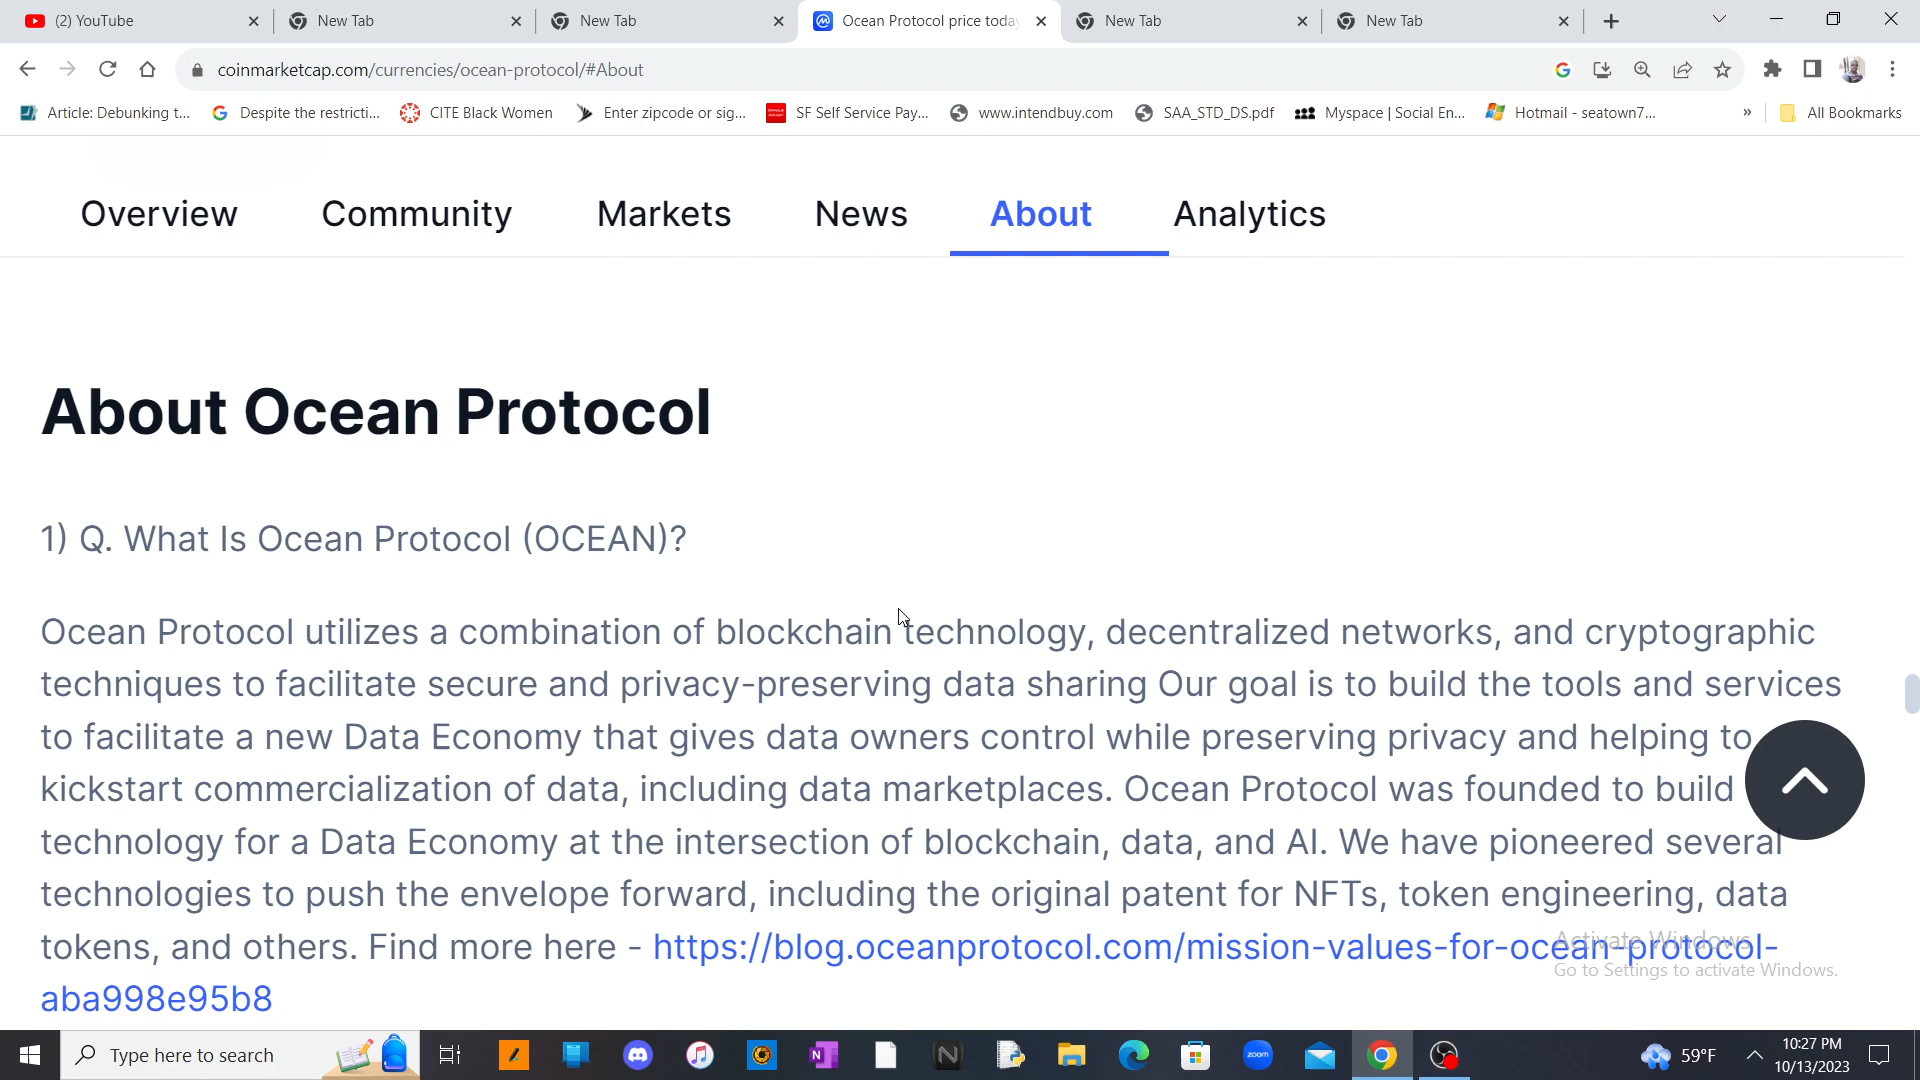 (2) YouTube
New Tab
New Tab
Ocean Protocol price today
New Tab
New Tab
coinmarketcap.com/currencies/ocean-protocol/#About
Article: Debunking t...
Despite the restricti...
CITE Black Women
Enter zipcode or sig...
SF Self Service Pay...
www.intendbuy.com
SAA_STD_DS.pdf
Myspace | Social En...
Hotmail - seatown7...
»
All Bookmarks
Overview
Community
Markets
News
About
Analytics
About Ocean Protocol
1) Q. What Is Ocean Protocol (OCEAN)?
Ocean Protocol utilizes a combination of blockchain technology, decentralized networks, and cryptographic
techniques to facilitate secure and privacy-preserving data sharing Our goal is to build the tools and services
to facilitate a new Data Economy that gives data owners control while preserving privacy and helping to
kickstart commercialization of data, including data marketplaces. Ocean Protocol was founded to build
technology for a Data Economy at the intersection of blockchain, data, and AI. We have pioneered several
technologies to push the envelope forward, including the original patent for NFTs, token engineering, data
tokens, and others. Find more here - https://blog.oceanprotocol.com/mission-values-for-ocean-protocol-
aba998e95b8
Activate Windows
Go to Settings to activate Windows.
Type here to search
zoom
59°F
10:27 PM
10/13/2023